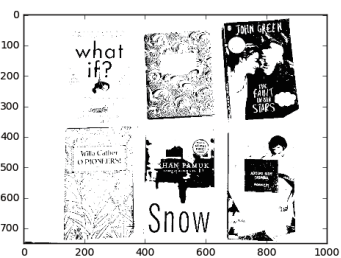 0
100
200
300
400
500
600
700
0
200
400
600
800
1000
what
if?
JOHN GREEN
THE
FAULT
IN OUR
STARS
Willa Cather
O PIONEERS!
ORHAN PAMUK
Snow